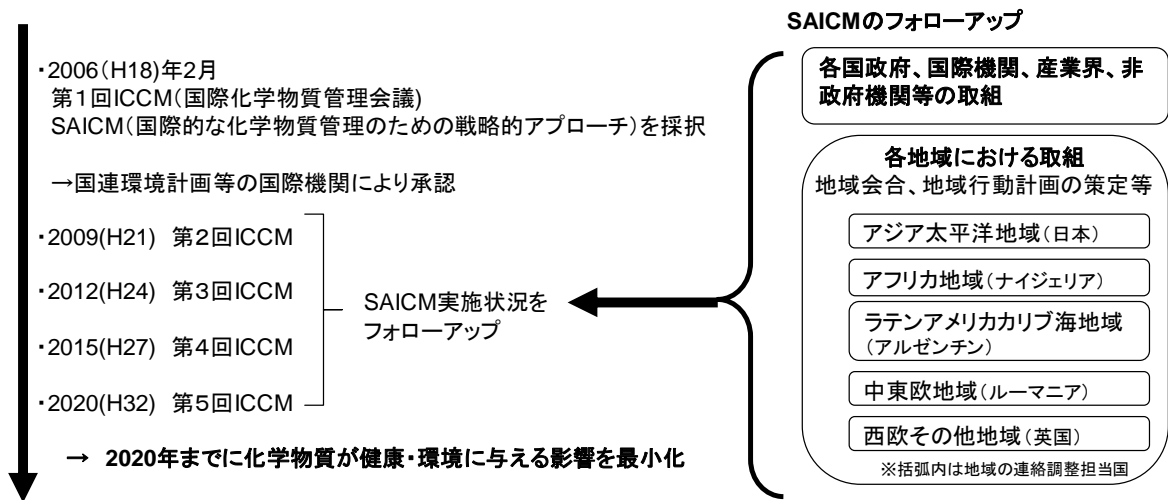 ・2006(H18)年2月
第1回ICCM(国際化学物質管理会議)
SAICM(国際的な化学物質管理のための戦略的アプローチ)を採択
→国連環境計画等の国際機関により承認
・2009(H21) 第2回ICCM
・2012(H24) 第3回ICCM
・2015(H27) 第4回ICCM
・2020(H32) 第5回ICCM
SAICM実施状況を
フォローアップ
→ 2020年までに化学物質が健康・環境に与える影響を最小化
SAICMのフォローアップ
各国政府、国際機関、産業界、非
政府機関等の取組
各地域における取組
地域会合、地域行動計画の策定等
アジア太平洋地域(日本)
アフリカ地域(ナイジェリア)
ラテンアメリカカリブ海地域
(アルゼンチン)
中東欧地域(ルーマニア)
西欧その他地域(英国)
※括弧内は地域の連絡調整担当国